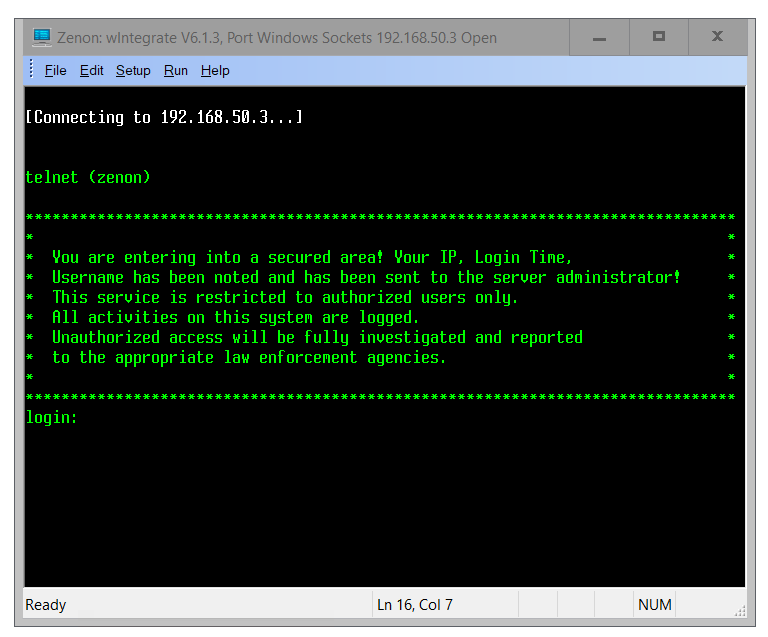 Zenon: wIntegrate V6.1.3, Port Windows Sockets 192.168.50.3 Open
File Edit Setup Run Help
[Connecting to 192.168.50.3...]
telnet (zenon)
*******************************************************************************
* *
* You are entering into a secured area! Your IP, Login Time, *
* Username has been noted and has been sent to the server administrator! *
* This service is restricted to authorized users only. *
* All activities on this system are logged. *
* Unauthorized access will be fully investigated and reported *
* to the appropriate law enforcement agencies. *
* *
*******************************************************************************
login:
Ready Ln 16, Col 7 NUM